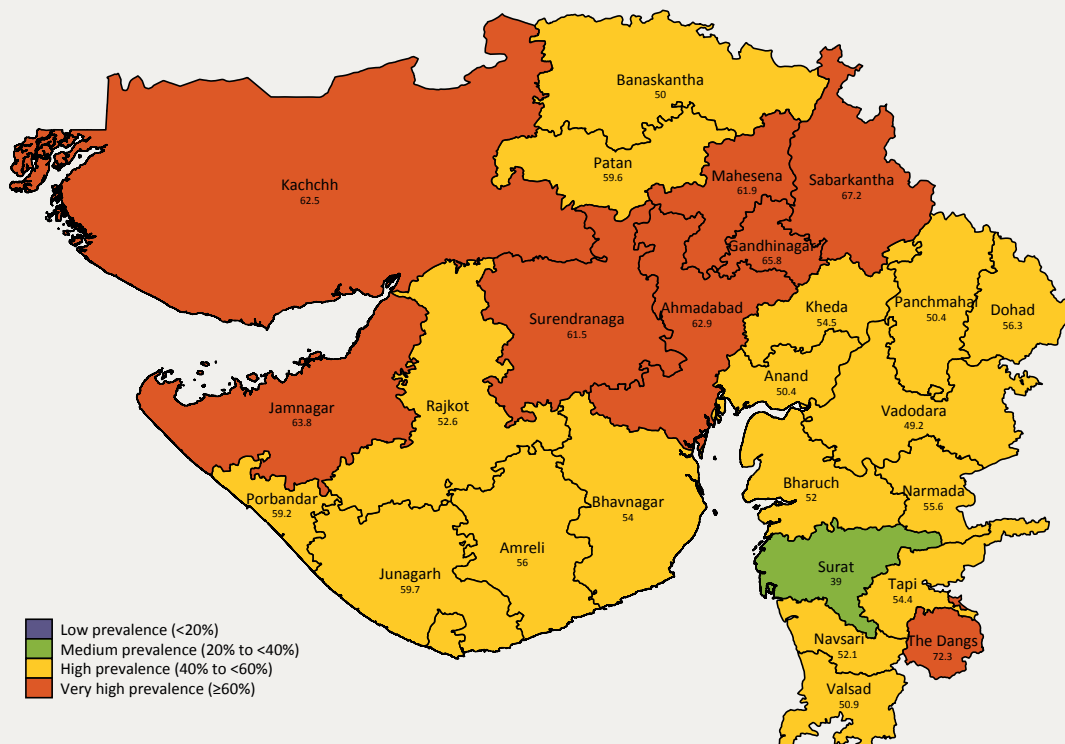 Banaskantha
50
Patan
59.6
Mahesena
61.9
Sabarkantha
67.2
Kachchh
62.5
Gandhinagar
65.8
Surendranaga
61.5
Ahmadabad
62.9
Kheda
54.5
Panchmahal
50.4
Dohad
56.3
Anand
50.4
Jamnagar
63.8
Rajkot
52.6
Vadodara
49.2
Porbandar
59.2
Bhavnagar
54
Bharuch
52
Narmada
55.6
Junagarh
59.7
Amreli
56
Surat
39
Tapi
54.4
Navsari
52.1
The Dangs
72.3
Valsad
50.9
Low prevalence (<20%)
Medium prevalence (20% to <40%)
High prevalence (40% to <60%)
Very high prevalence (≥60%)